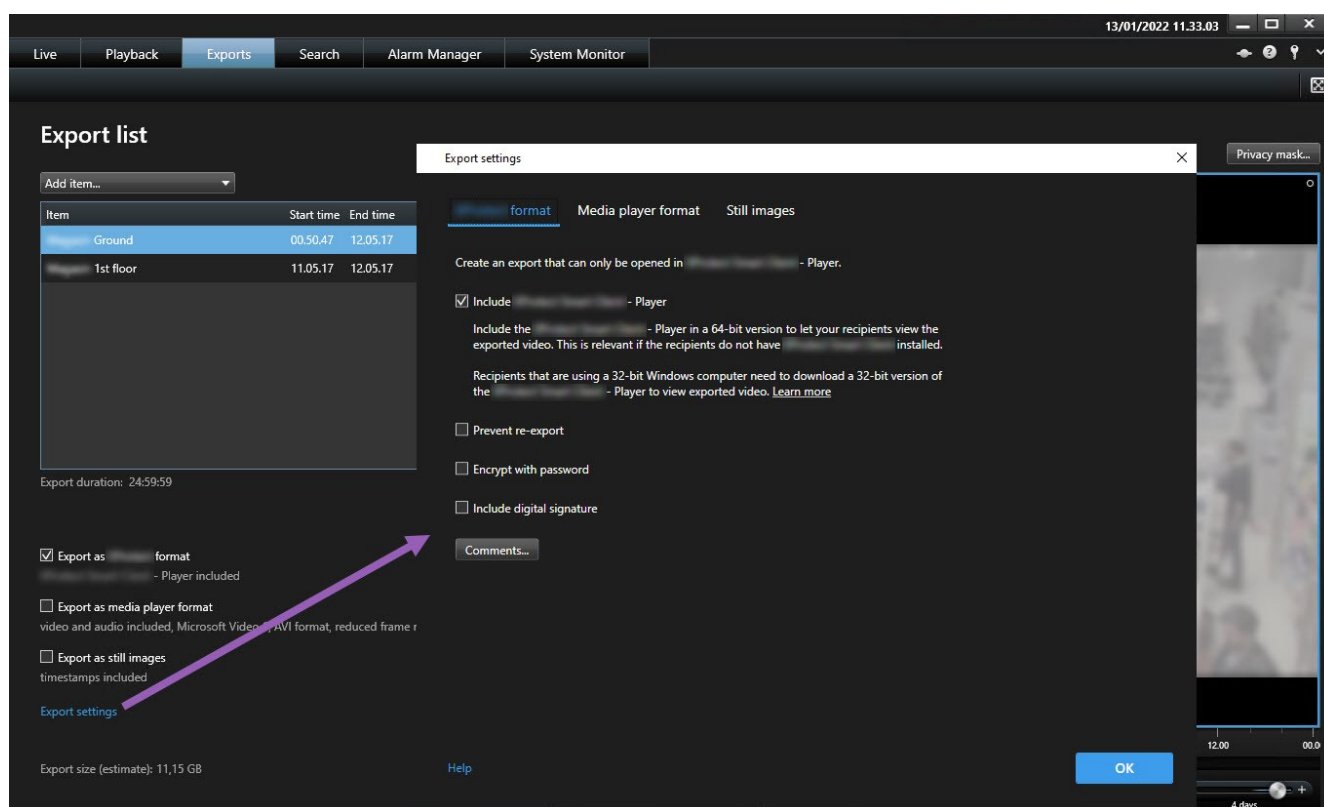 13/01/2022 11.33.03
Live Playback Exports Search Alarm Manager System Monitor
Export list
Privacy mask...
Export settings
Add item...
Item Start time End time
Ground 00.50.47 12.05.17
1st floor 11.05.17 12.05.17
Export duration: 24:59:59
Export as format
- Player included
Export as media player format
video and audio included, Microsoft Video AVI format, reduced frame r
Export as still images
timestamps included
Export settings
Export size (estimate): 11,15 GB
format Media player format Still images
Create an export that can only be opened in - Player.
Include - Player
Include the - Player in a 64-bit version to let your recipients view the
exported video. This is relevant if the recipients do not have installed.
Recipients that are using a 32-bit Windows computer need to download a 32-bit version of
the - Player to view exported video. Learn more
Prevent re-export
Encrypt with password
Include digital signature
Comments...
Help
OK
12.00 00.0
4 days